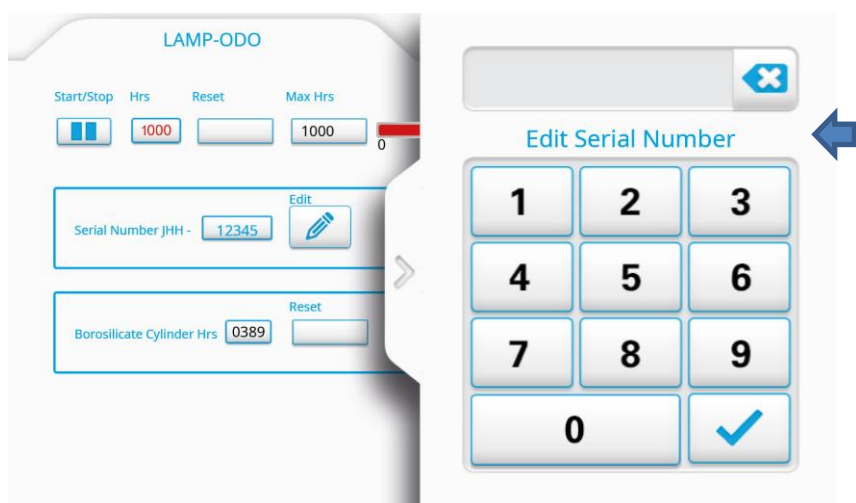 LAMP-ODO
Start/Stop Hrs Reset Max Hrs
1000 1000
0
Edit
Serial Number JHH - 12345
Reset
Borosilicate Cylinder Hrs 0389
Edit Serial Number
1 2 3
4 5 6
7 8 9
0